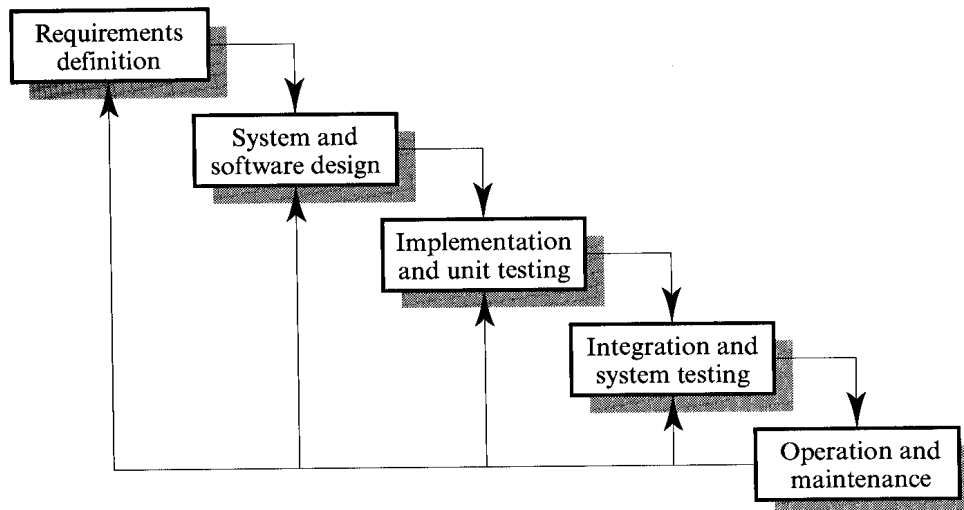 Requirements
definition
System and
software design
Implementation
and unit testing
Integration and
system testing
Operation and
maintenance